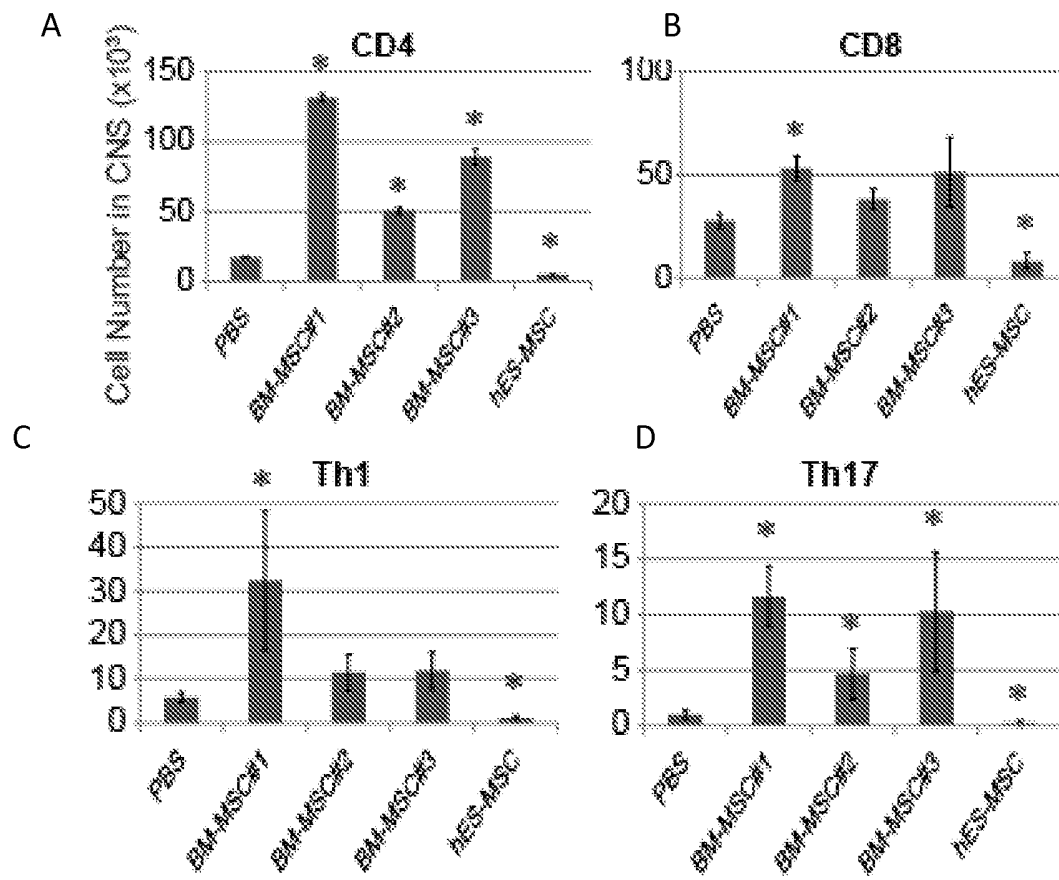 A
B
CD4
CD8
Cell Number in CNS (x10³)
150
100
50
0
100
50
0
*
*
*
*
*
*
PBS
BM-MSC#1
BM-MSC#2
BM-MSC#3
hES-MSC
PBS
BM-MSC#1
BM-MSC#2
BM-MSC#3
hES-MSC
C
D
Th1
Th17
50
40
30
20
10
0
20
15
10
5
0
*
*
*
*
*
*
PBS
BM-MSC#1
BM-MSC#2
BM-MSC#3
hES-MSC
PBS
BM-MSC#1
BM-MSC#2
BM-MSC#3
hES-MSC